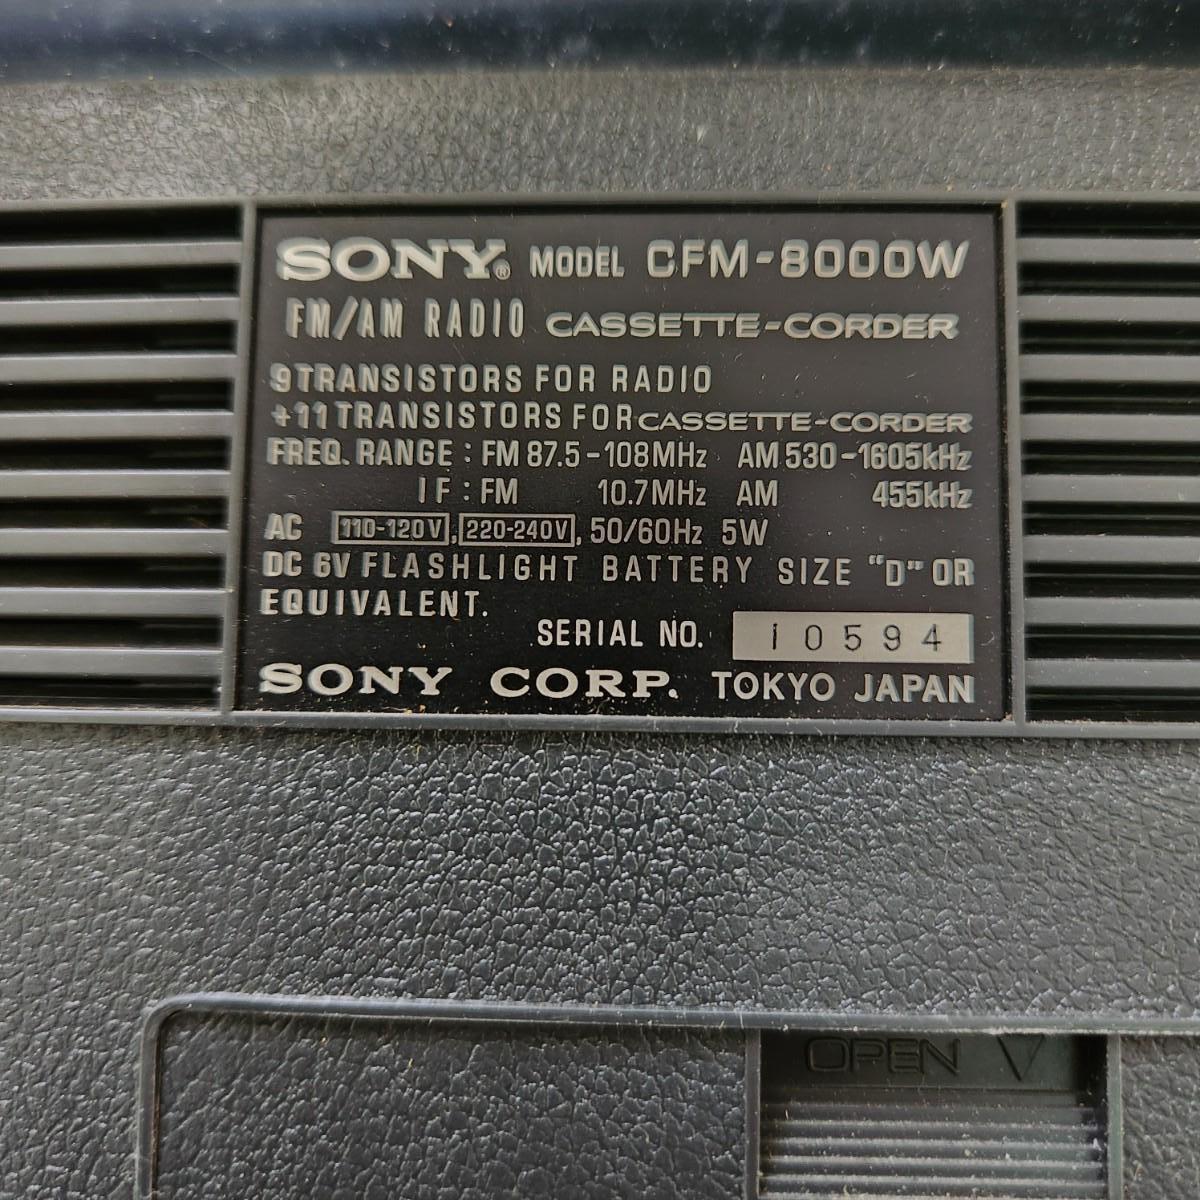 SONY® MODEL CFM-8000W
FM/AM RADIO CASSETTE-CORDER
9 TRANSISTORS FOR RADIO
+11 TRANSISTORS FOR CASSETTE-CORDER
FREQ. RANGE : FM 87.5-108MHz AM 530-1605kHz
IF : FM 10.7MHz AM 455kHz
AC 110-120V, 220-240V, 50/60Hz 5W
DC 6V FLASHLIGHT BATTERY SIZE "D" OR
EQUIVALENT.
SERIAL NO. 10594
SONY CORP. TOKYO JAPAN
OPEN